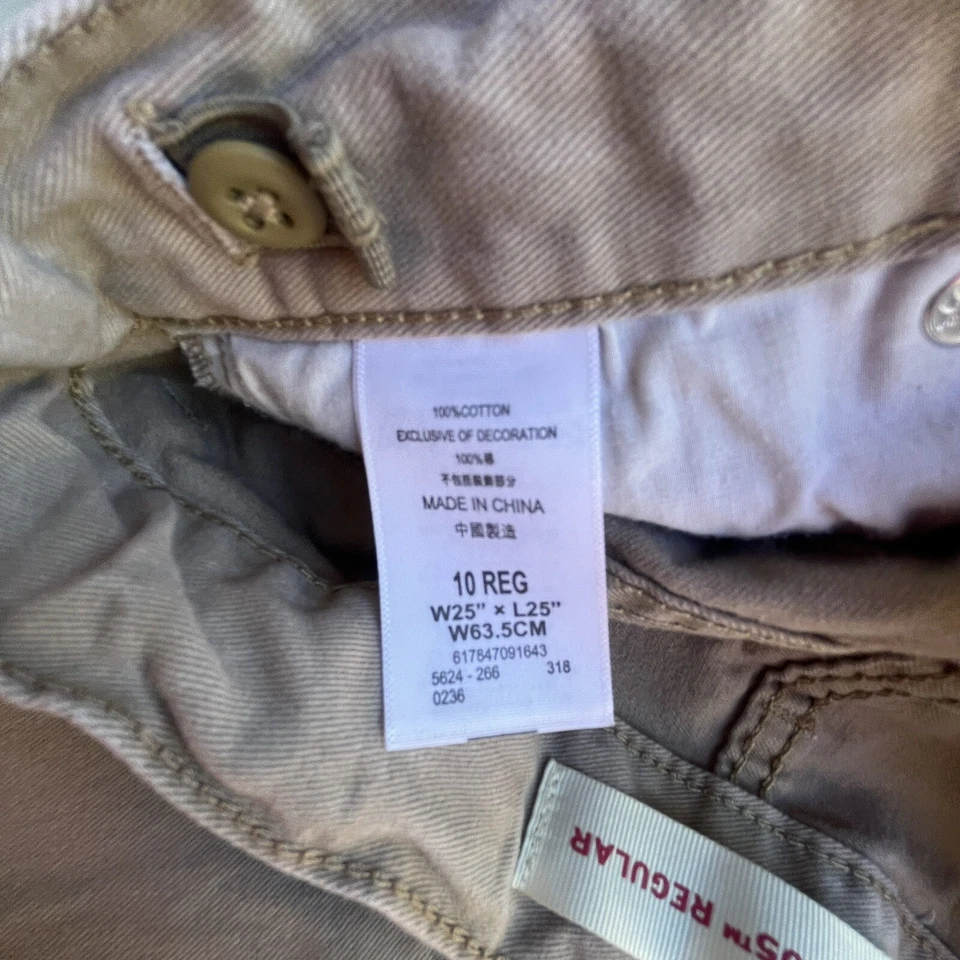 100%COTTON
EXCLUSIVE OF DECORATION
100%棉
不包括裝飾部分
MADE IN CHINA
中國製造
10 REG
W25" × L25"
W63.5CM
617847091643
5624 - 266 318
0236
REGULAR